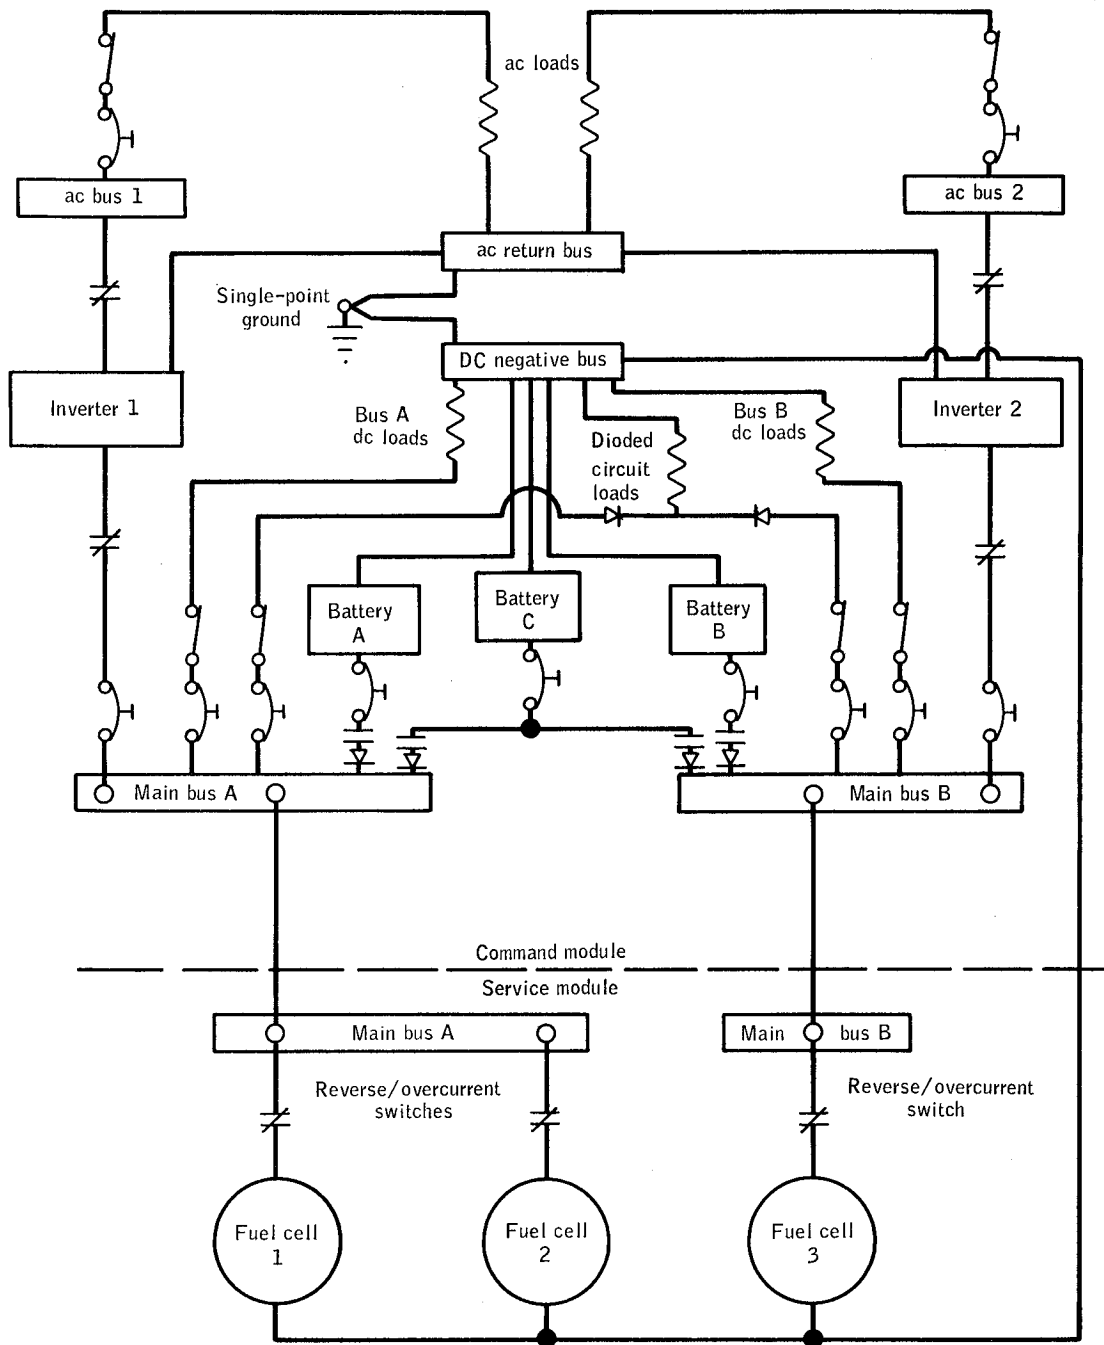 ac loads
ac bus 1
ac bus 2
ac return bus
Single-point
ground
DC negative bus
Inverter 1
Bus A
dc loads
Bus B
dc loads
Inverter 2
Dioded
circuit
loads
Battery
A
Battery
C
Battery
B
Main bus A
Main bus B
Command module
Service module
Main bus A
Main bus B
Reverse/overcurrent
switches
Reverse/overcurrent
switch
Fuel cell
1
Fuel cell
2
Fuel cell
3